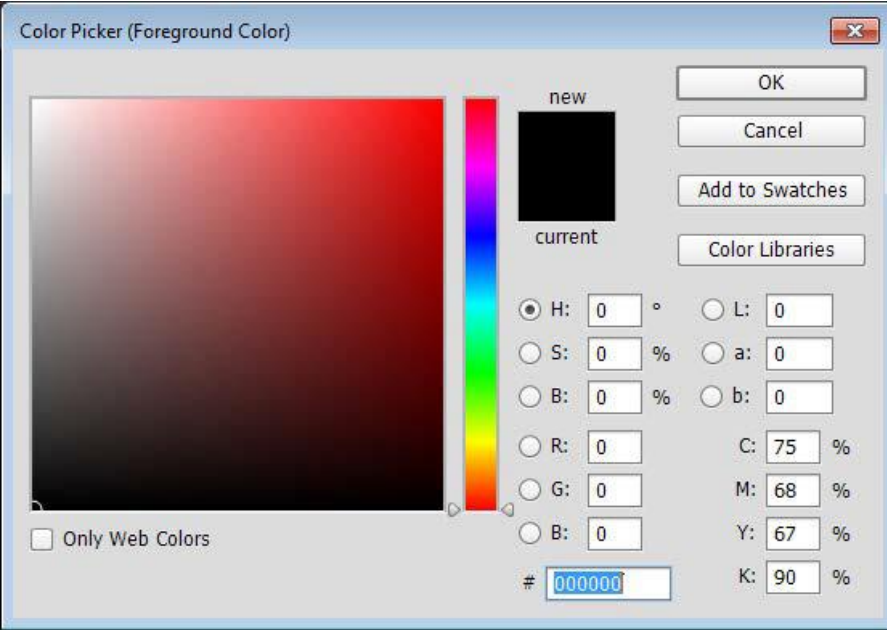 Color Picker (Foreground Color)
new
current
OK
Cancel
Add to Swatches
Color Libraries
H: 0 °
S: 0 %
B: 0 %
R: 0
G: 0
B: 0
# 000000
L: 0
a: 0
b: 0
C: 75 %
M: 68 %
Y: 67 %
K: 90 %
Only Web Colors